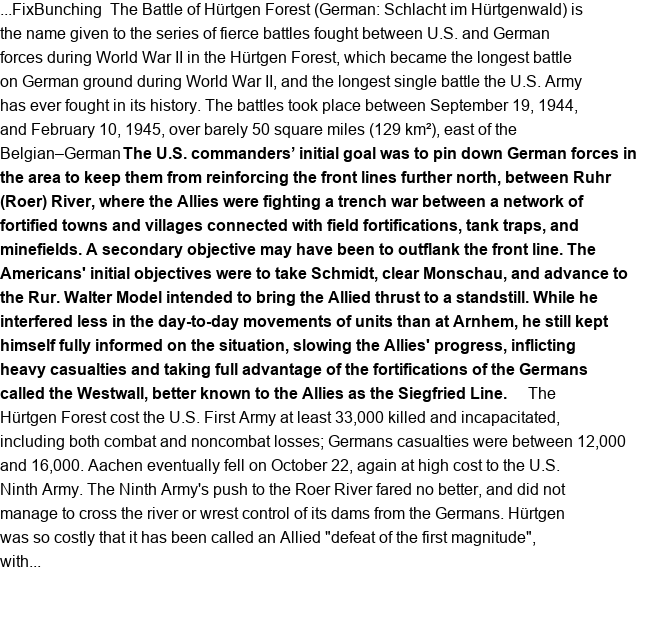 ...FixBunching  The Battle of Hürtgen Forest (German: Schlacht im Hürtgenwald) is
the name given to the series of fierce battles fought between U.S. and German
forces during World War II in the Hürtgen Forest, which became the longest battle
on German ground during World War II, and the longest single battle the U.S. Army
has ever fought in its history. The battles took place between September 19, 1944,
and February 10, 1945, over barely 50 square miles (129 km²), east of the
Belgian–German The U.S. commanders’ initial goal was to pin down German forces in
the area to keep them from reinforcing the front lines further north, between Ruhr
(Roer) River, where the Allies were fighting a trench war between a network of
fortified towns and villages connected with field fortifications, tank traps, and
minefields. A secondary objective may have been to outflank the front line. The
Americans' initial objectives were to take Schmidt, clear Monschau, and advance to
the Rur. Walter Model intended to bring the Allied thrust to a standstill. While he
interfered less in the day-to-day movements of units than at Arnhem, he still kept
himself fully informed on the situation, slowing the Allies' progress, inflicting
heavy casualties and taking full advantage of the fortifications of the Germans
called the Westwall, better known to the Allies as the Siegfried Line.     The
Hürtgen Forest cost the U.S. First Army at least 33,000 killed and incapacitated,
including both combat and noncombat losses; Germans casualties were between 12,000
and 16,000. Aachen eventually fell on October 22, again at high cost to the U.S.
Ninth Army. The Ninth Army's push to the Roer River fared no better, and did not
manage to cross the river or wrest control of its dams from the Germans. Hürtgen
was so costly that it has been called an Allied "defeat of the first magnitude",
with...